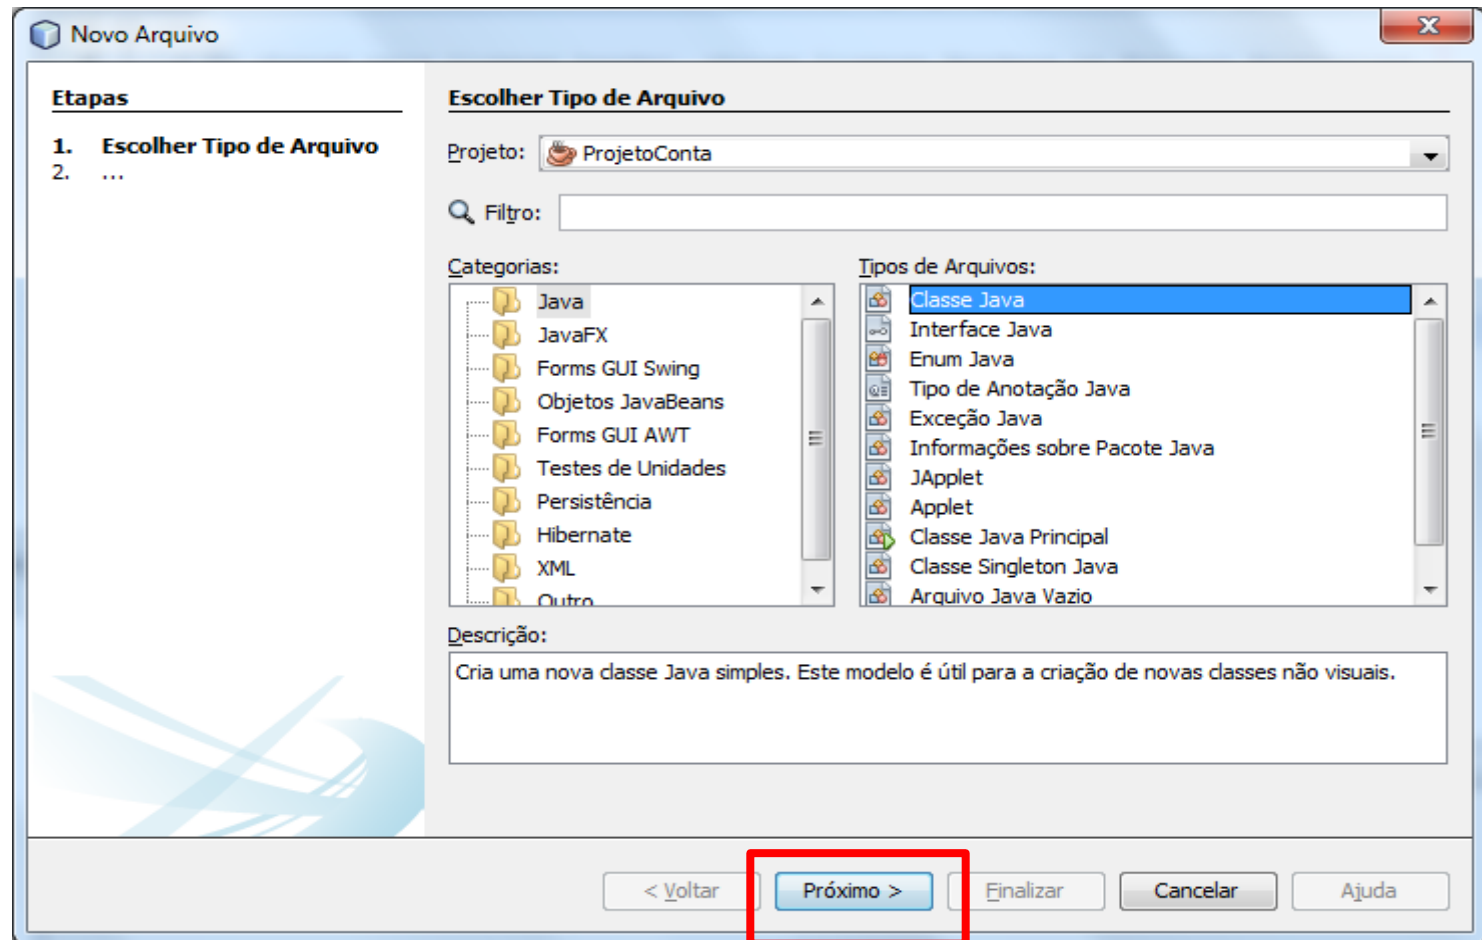 Novo Arquivo
Etapas
1. Escolher Tipo de Arquivo
2. ...
Escolher Tipo de Arquivo
Projeto: ProjetoConta
Filtro:
Categorias:
Java
JavaFX
Forms GUI Swing
Objetos JavaBeans
Forms GUI AWT
Testes de Unidades
Persistência
Hibernate
XML
Outro
Tipos de Arquivos:
Classe Java
Interface Java
Enum Java
Tipo de Anotação Java
Exceção Java
Informações sobre Pacote Java
JApplet
Applet
Classe Java Principal
Classe Singleton Java
Arquivo Java Vazio
Descrição:
Cria uma nova classe Java simples. Este modelo é útil para a criação de novas classes não visuais.
< Voltar Próximo > Finalizar Cancelar Ajuda